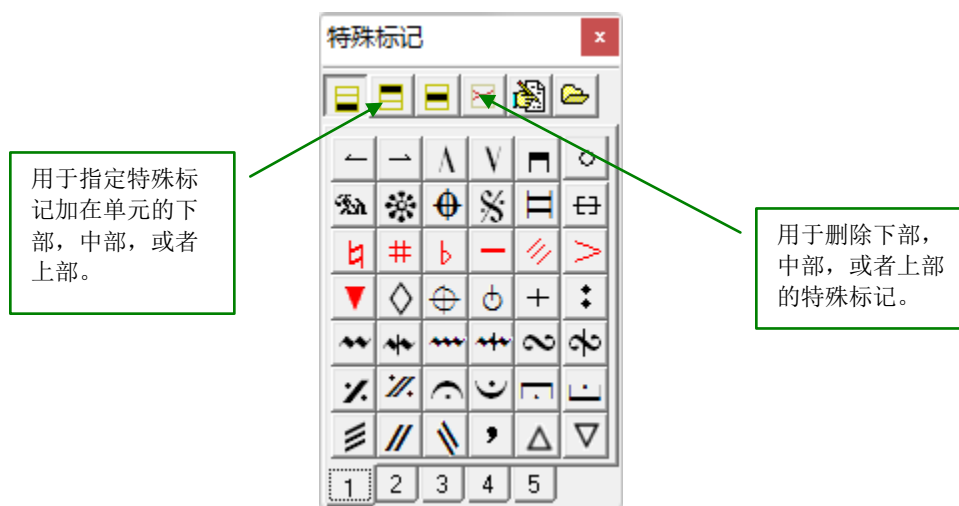 特殊标记
用于指定特殊标
记加在单元的下
部，中部，或者
上部。
用于删除下部，
中部，或者上部
的特殊标记。
1 2 3 4 5